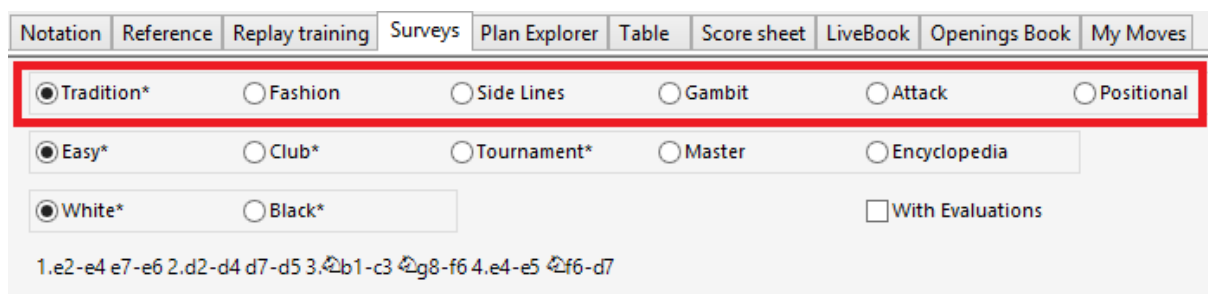 Notation Reference Replay training Surveys Plan Explorer Table Score sheet LiveBook Openings Book My Moves
Tradition* Fashion Side Lines Gambit Attack Positional
Easy* Club* Tournament* Master Encyclopedia
White* Black* With Evaluations
1.e2-e4 e7-e6 2.d2-d4 d7-d5 3.♘b1-c3 ♘g8-f6 4.e4-e5 ♘f6-d7